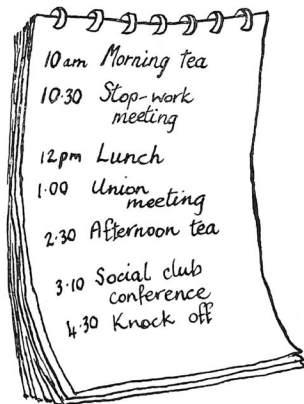 10am Morning tea
10.30 Stop-work
meeting
12pm Lunch
1.00 Union
meeting
2.30 Afternoon tea
3.10 Social club
conference
4.30 Knock off